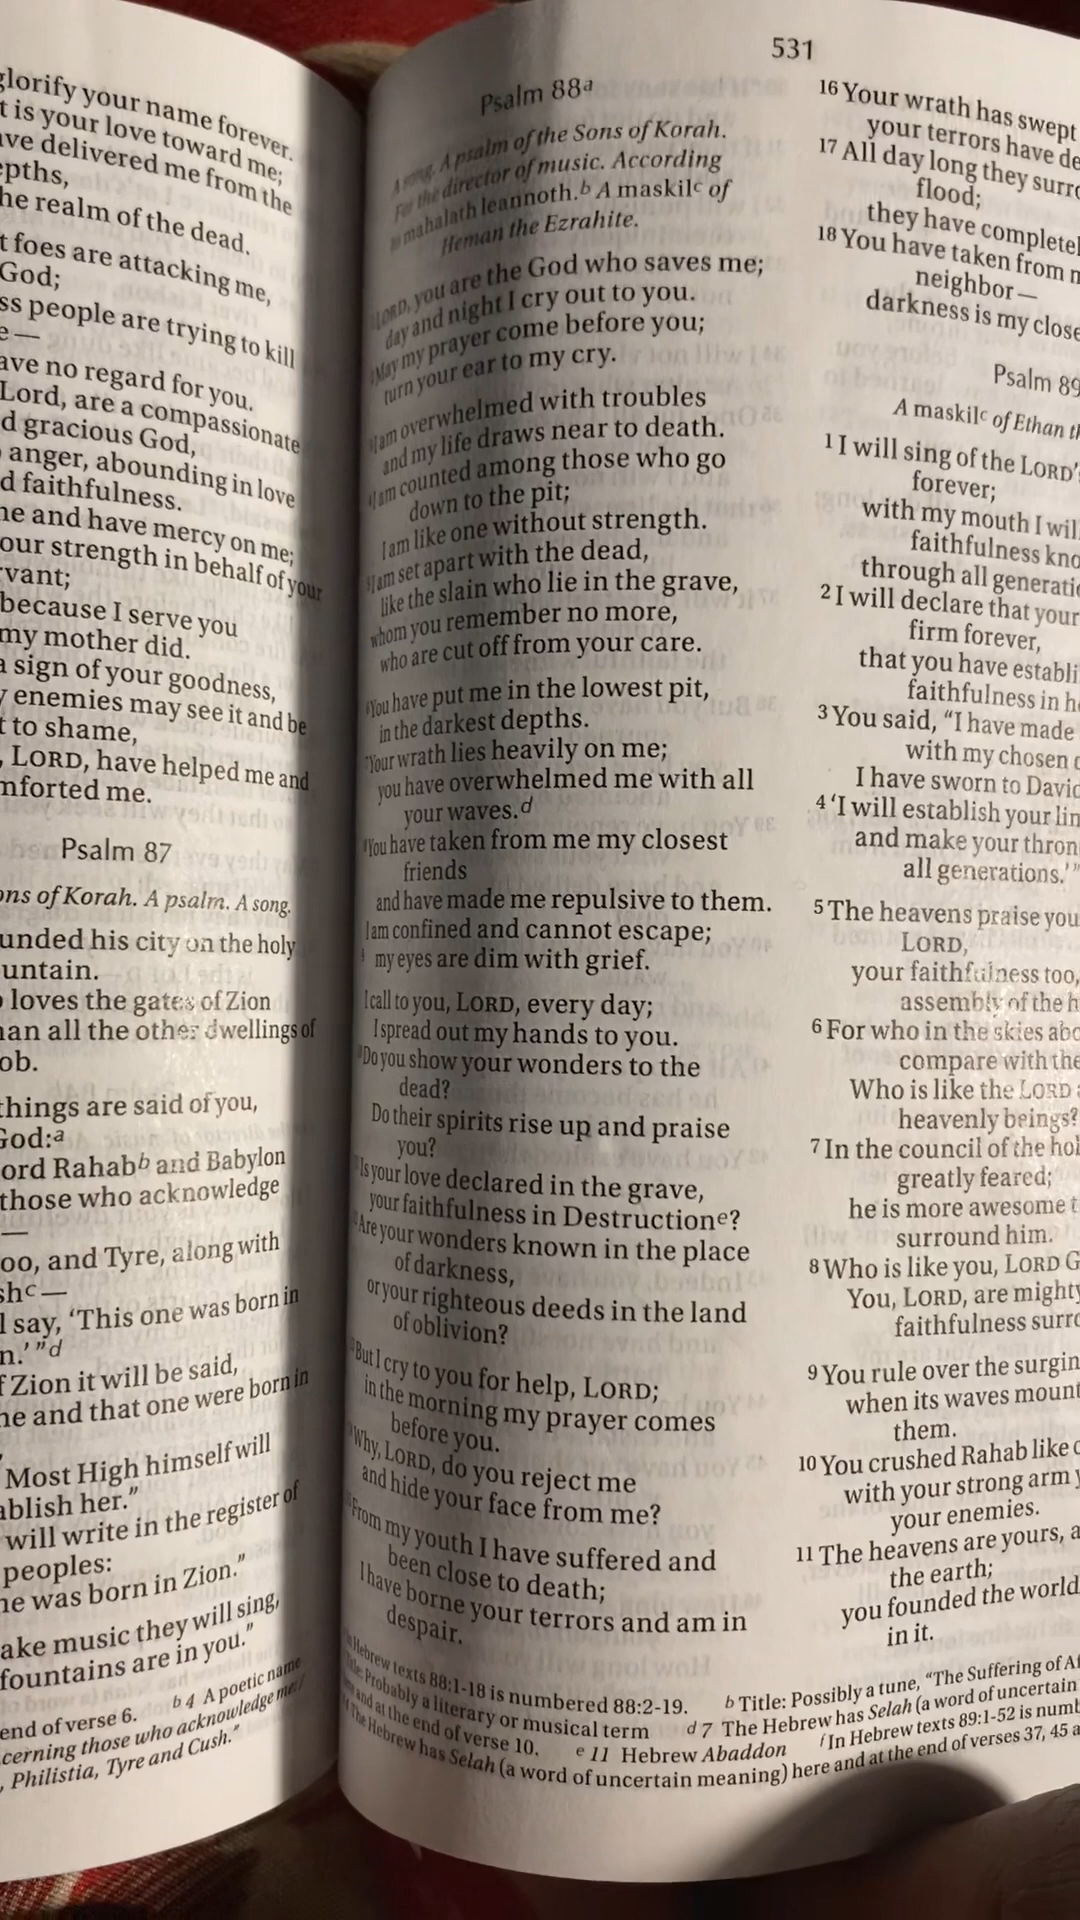 glorify your name forever.
t is your love toward me;
ave delivered me from the
epths,
he realm of the dead.
t foes are attacking me,
God;
ss people are trying to kill
e—
ave no regard for you.
Lord, are a compassionate
d gracious God,
anger, abounding in love
d faithfulness.
ne and have mercy on me;
our strength in behalf of your
rvant;
because I serve you
my mother did.
a sign of your goodness,
y enemies may see it and be
t to shame,
, LORD, have helped me and
mforted me.
Psalm 87
ons of Korah. A psalm. A song.
unded his city on the holy
untain.
loves the gates of Zion
han all the other dwellings of
ob.
things are said of you,
God:a
ord Rahabb and Babylon
those who acknowledge
—
oo, and Tyre, along with
shc—
l say, ‘This one was born in
n.’ ”d
f Zion it will be said,
ne and that one were born in
Most High himself will
ablish her.”
will write in the register of
peoples:
ne was born in Zion.”
ake music they will sing,
fountains are in you.”
end of verse 6. b 4 A poetic name
cerning those who acknowledge me:/
, Philistia, Tyre and Cush.”
531
Psalm 88a
A song. A psalm of the Sons of Korah.
For the director of music. According
to mahalath leannoth.b A maskilc of
Heman the Ezrahite.
LORD, you are the God who saves me;
day and night I cry out to you.
May my prayer come before you;
turn your ear to my cry.
I am overwhelmed with troubles
and my life draws near to death.
I am counted among those who go
down to the pit;
I am like one without strength.
I am set apart with the dead,
like the slain who lie in the grave,
whom you remember no more,
who are cut off from your care.
You have put me in the lowest pit,
in the darkest depths.
Your wrath lies heavily on me;
you have overwhelmed me with all
your waves.d
You have taken from me my closest
friends
and have made me repulsive to them.
I am confined and cannot escape;
my eyes are dim with grief.
I call to you, LORD, every day;
I spread out my hands to you.
Do you show your wonders to the
dead?
Do their spirits rise up and praise
you?
Is your love declared in the grave,
your faithfulness in Destructione?
Are your wonders known in the place
of darkness,
or your righteous deeds in the land
of oblivion?
But I cry to you for help, LORD;
in the morning my prayer comes
before you.
Why, LORD, do you reject me
and hide your face from me?
From my youth I have suffered and
been close to death;
I have borne your terrors and am in
despair.
16 Your wrath has swept
your terrors have de
17 All day long they surro
flood;
they have completel
18 You have taken from m
neighbor—
darkness is my close
Psalm 89
A maskilc of Ethan th
1 I will sing of the LORD’
forever;
with my mouth I will
faithfulness kno
through all generatio
2 I will declare that your
firm forever,
that you have establi
faithfulness in he
3 You said, “I have made
with my chosen o
I have sworn to David
4 ‘I will establish your lin
and make your thron
all generations.’ ”
5 The heavens praise you
LORD,
your faithfulness too,
assembly of the h
6 For who in the skies abo
compare with the
Who is like the LORD
heavenly beings?
7 In the council of the hol
greatly feared;
he is more awesome t
surround him.
8 Who is like you, LORD G
You, LORD, are mighty
faithfulness surro
9 You rule over the surgin
when its waves mount
them.
10 You crushed Rahab like o
with your strong arm y
your enemies.
11 The heavens are yours, a
the earth;
you founded the world
in it.
In Hebrew texts 88:1-18 is numbered 88:2-19. b Title: Possibly a tune, “The Suffering of Af
Title: Probably a literary or musical term d 7 The Hebrew has Selah (a word of uncertain
here and at the end of verse 10. e 11 Hebrew Abaddon f In Hebrew texts 89:1-52 is numb
The Hebrew has Selah (a word of uncertain meaning) here and at the end of verses 37, 45 a